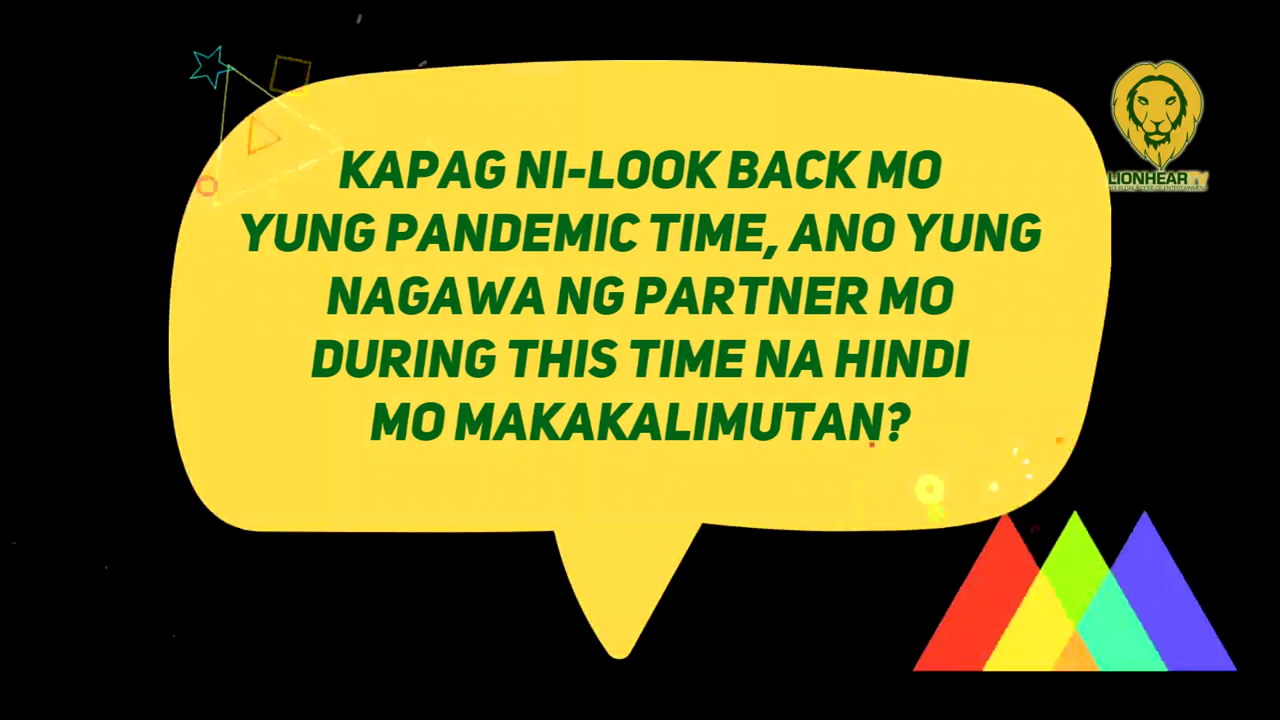 KAPAG NI-LOOK BACK MO
YUNG PANDEMIC TIME, ANO YUNG
NAGAWA NG PARTNER MO
DURING THIS TIME NA HINDI
MO MAKAKALIMUTAN?
LIONHEARTV